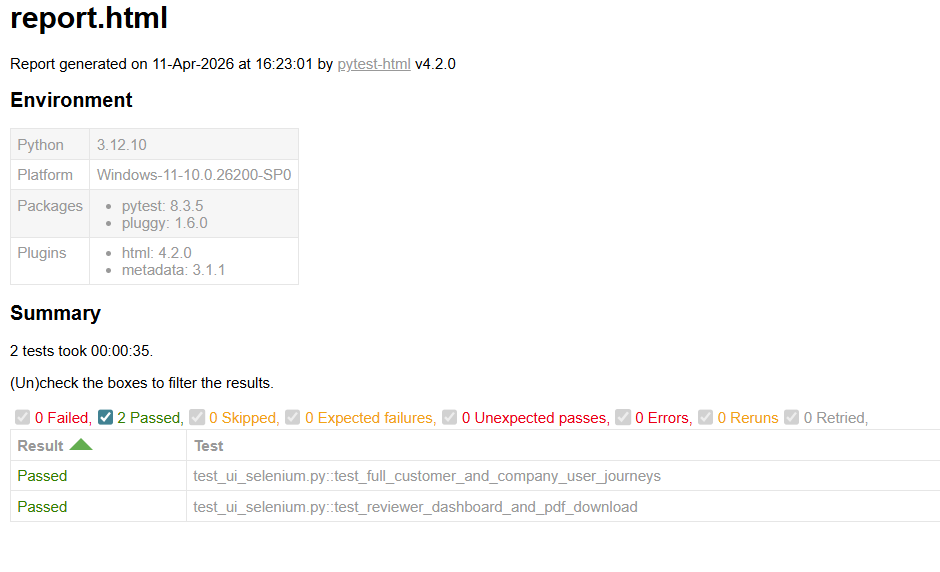 report.html
Report generated on 11-Apr-2026 at 16:23:01 by pytest-html v4.2.0
Environment
Python 3.12.10
Platform Windows-11-10.0.26200-SP0
Packages • pytest: 8.3.5
• pluggy: 1.6.0
Plugins • html: 4.2.0
• metadata: 3.1.1
Summary
2 tests took 00:00:35.
(Un)check the boxes to filter the results.
0 Failed, 2 Passed, 0 Skipped, 0 Expected failures, 0 Unexpected passes, 0 Errors, 0 Reruns 0 Retried,
Result Test
Passed test_ui_selenium.py::test_full_customer_and_company_user_journeys
Passed test_ui_selenium.py::test_reviewer_dashboard_and_pdf_download